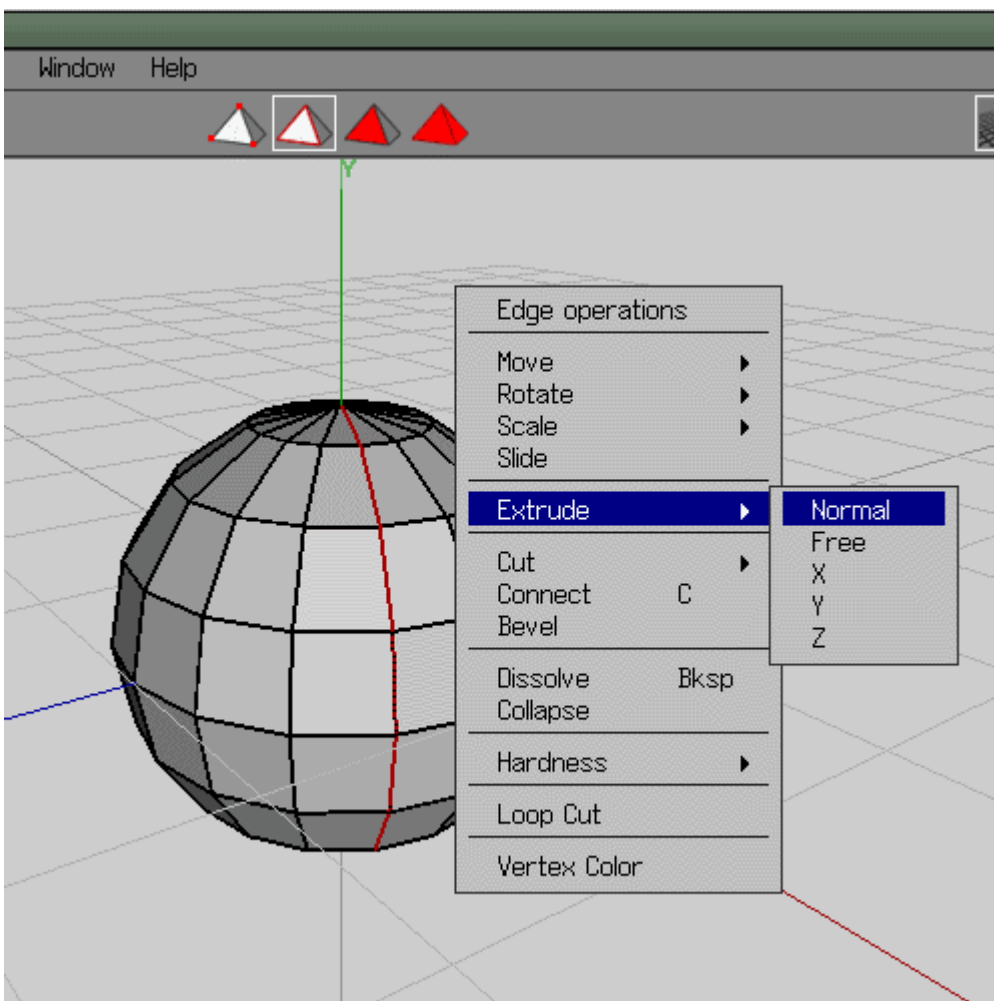 Window Help
Y
Edge operations
Move
Rotate
Scale
Slide
Extrude
Normal
Free
X
Y
Z
Cut
Connect C
Bevel
Dissolve Bksp
Collapse
Hardness
Loop Cut
Vertex Color